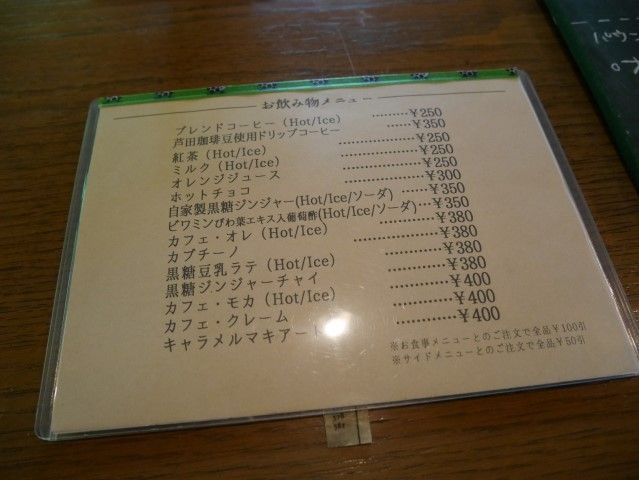 お飲み物メニュー
ブレンドコーヒー（Hot/Ice） ………¥250
芦田珈琲豆使用ドリップコーヒー ¥350
紅茶（Hot/Ice） ………………¥250
ミルク（Hot/Ice） ¥250
オレンジジュース ………………¥250
ホットチョコ ………¥300
自家製黒糖ジンジャー(Hot/Ice/ソーダ) …¥350
ビワミンびわ葉エキス入葡萄酢(Hot/Ice/ソーダ)…¥350
カフェ・オレ（Hot/Ice） ………¥380
カプチーノ ………………¥380
黒糖豆乳ラテ（Hot/Ice） ………¥380
黒糖ジンジャーチャイ …………¥380
カフェ・モカ（Hot/Ice） …………¥400
カフェ・クレーム …………¥400
キャラメルマキアート …………¥400
※お食事メニューとのご注文で全品¥100引
※サイドメニューとのご注文で全品¥50引